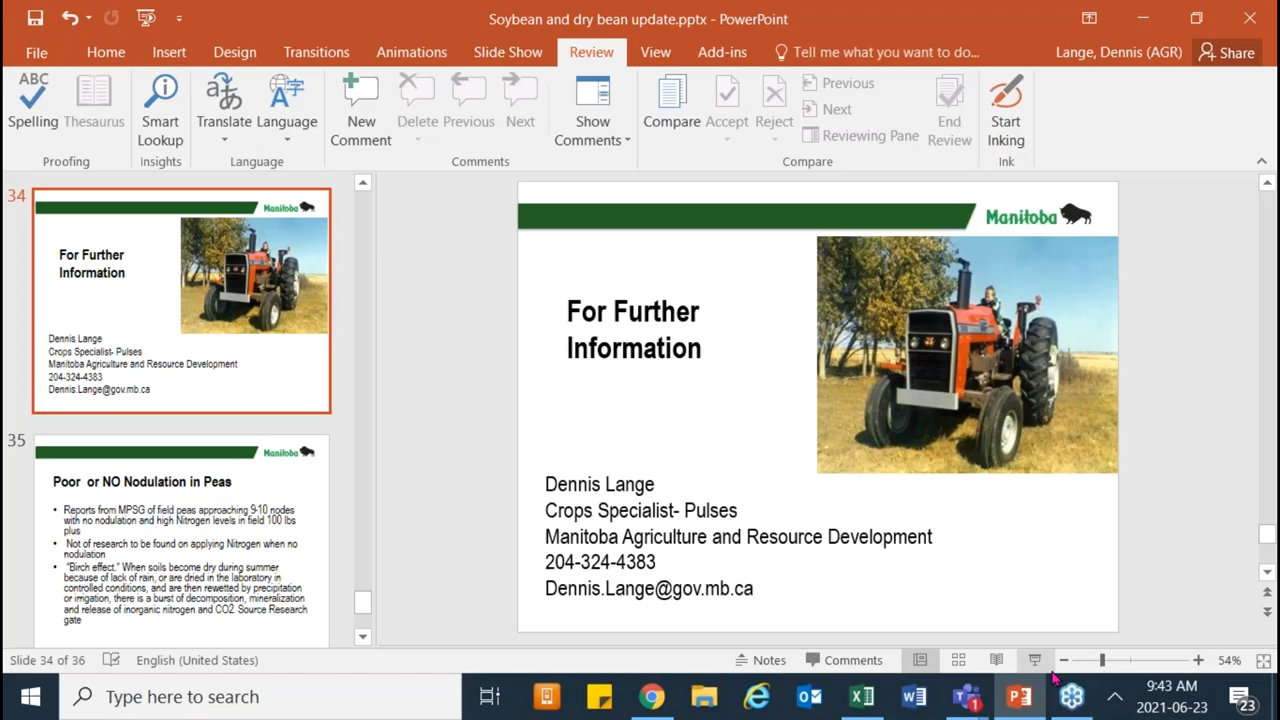 Soybean and dry bean update.pptx - PowerPoint
File Home Insert Design Transitions Animations Slide Show Review View Add-ins Tell me what you want to do... Lange, Dennis (AGR) Share
ABC
Spelling Thesaurus
Proofing
Smart Lookup
Insights
Translate Language
Language
New Comment Delete Previous Next Show Comments
Comments
Compare Accept Reject Previous
Next
Reviewing Pane
End Review
Compare
Start Inking
Ink
34
Manitoba
For Further
Information
Dennis Lange
Crops Specialist- Pulses
Manitoba Agriculture and Resource Development
204-324-4383
Dennis.Lange@gov.mb.ca
35
Manitoba
Poor or NO Nodulation in Peas
• Reports from MPSG of field peas approaching 9-10 nodes
with no nodulation and high Nitrogen levels in field 100 lbs
plus
• Not of research to be found on applying Nitrogen when no
nodulation
• "Birch effect." When soils become dry during summer
because of lack of rain, or are dried in the laboratory in
controlled conditions, and are then rewetted by precipitation
or irrigation, there is a burst of decomposition, mineralization
and release of inorganic nitrogen and CO2 Source Research
gate
Manitoba
For Further
Information
Dennis Lange
Crops Specialist- Pulses
Manitoba Agriculture and Resource Development
204-324-4383
Dennis.Lange@gov.mb.ca
Slide 34 of 36 English (United States) Notes Comments 54%
Type here to search
1
9:43 AM
2021-06-23
23